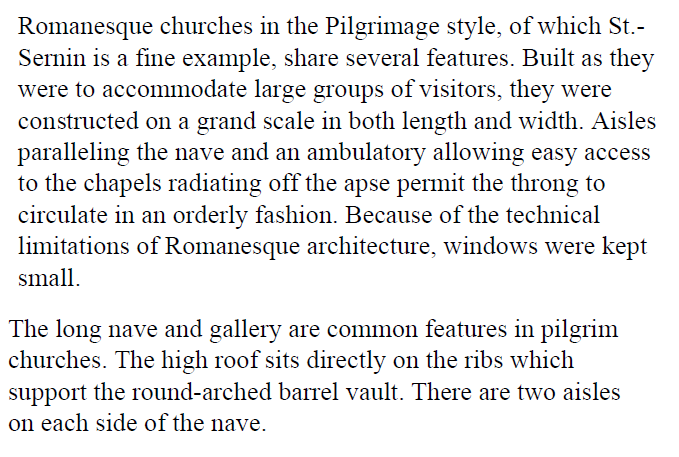 Romanesque churches in the Pilgrimage style, of which St.-
Sernin is a fine example, share several features. Built as they
were to accommodate large groups of visitors, they were
constructed on a grand scale in both length and width. Aisles
paralleling the nave and an ambulatory allowing easy access
to the chapels radiating off the apse permit the throng to
circulate in an orderly fashion. Because of the technical
limitations of Romanesque architecture, windows were kept
small.
The long nave and gallery are common features in pilgrim
churches. The high roof sits directly on the ribs which
support the round-arched barrel vault. There are two aisles
on each side of the nave.